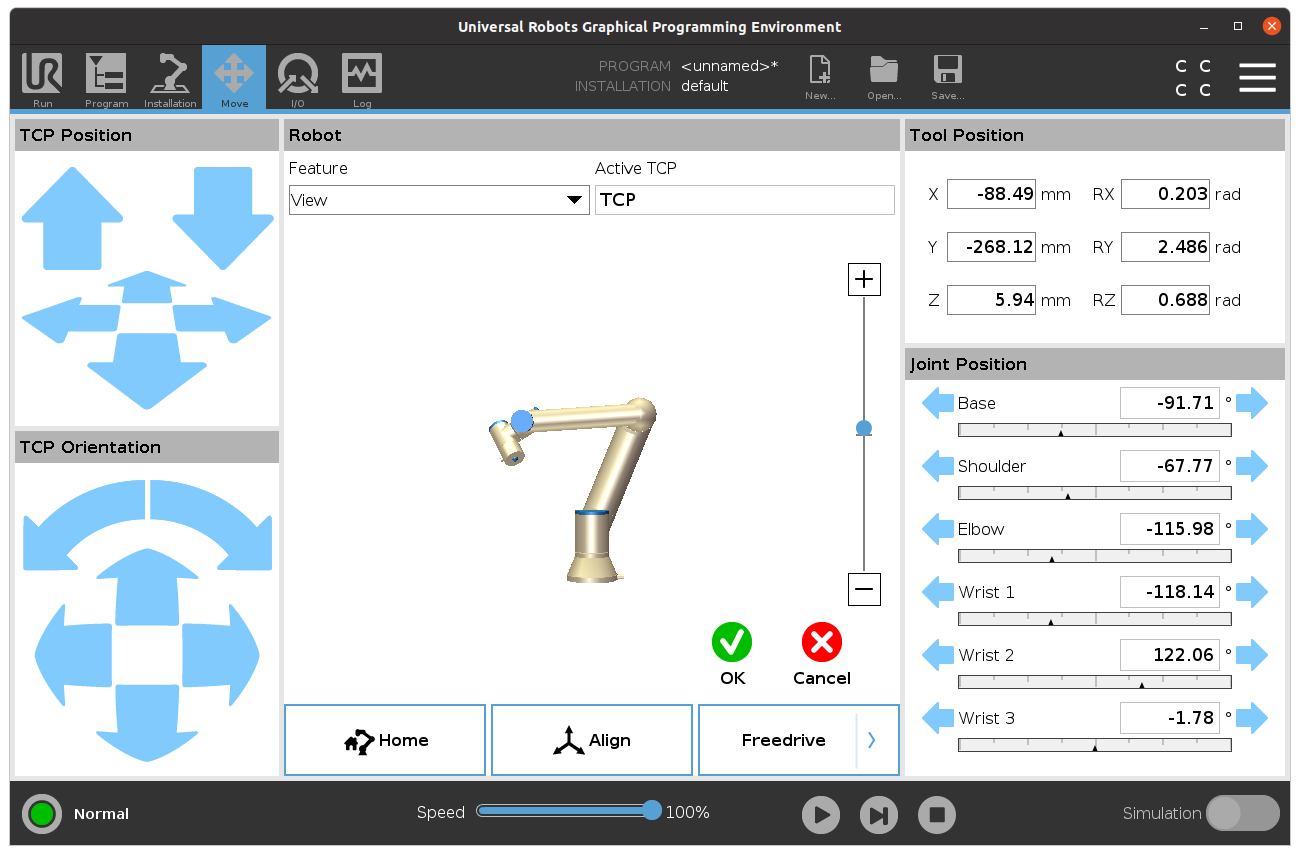 Universal Robots Graphical Programming Environment
Run
Program
Installation
Move
I/O
Log
PROGRAM <unnamed>*
INSTALLATION default
New...
Open...
Save...
C C
C C
TCP Position
TCP Orientation
Robot
Feature
View
Active TCP
TCP
OK
Cancel
Home
Align
Freedrive
Tool Position
X -88.49 mm RX 0.203 rad
Y -268.12 mm RY 2.486 rad
Z 5.94 mm RZ 0.688 rad
Joint Position
Base -91.71 °
Shoulder -67.77 °
Elbow -115.98 °
Wrist 1 -118.14 °
Wrist 2 122.06 °
Wrist 3 -1.78 °
Normal
Speed 100%
Simulation